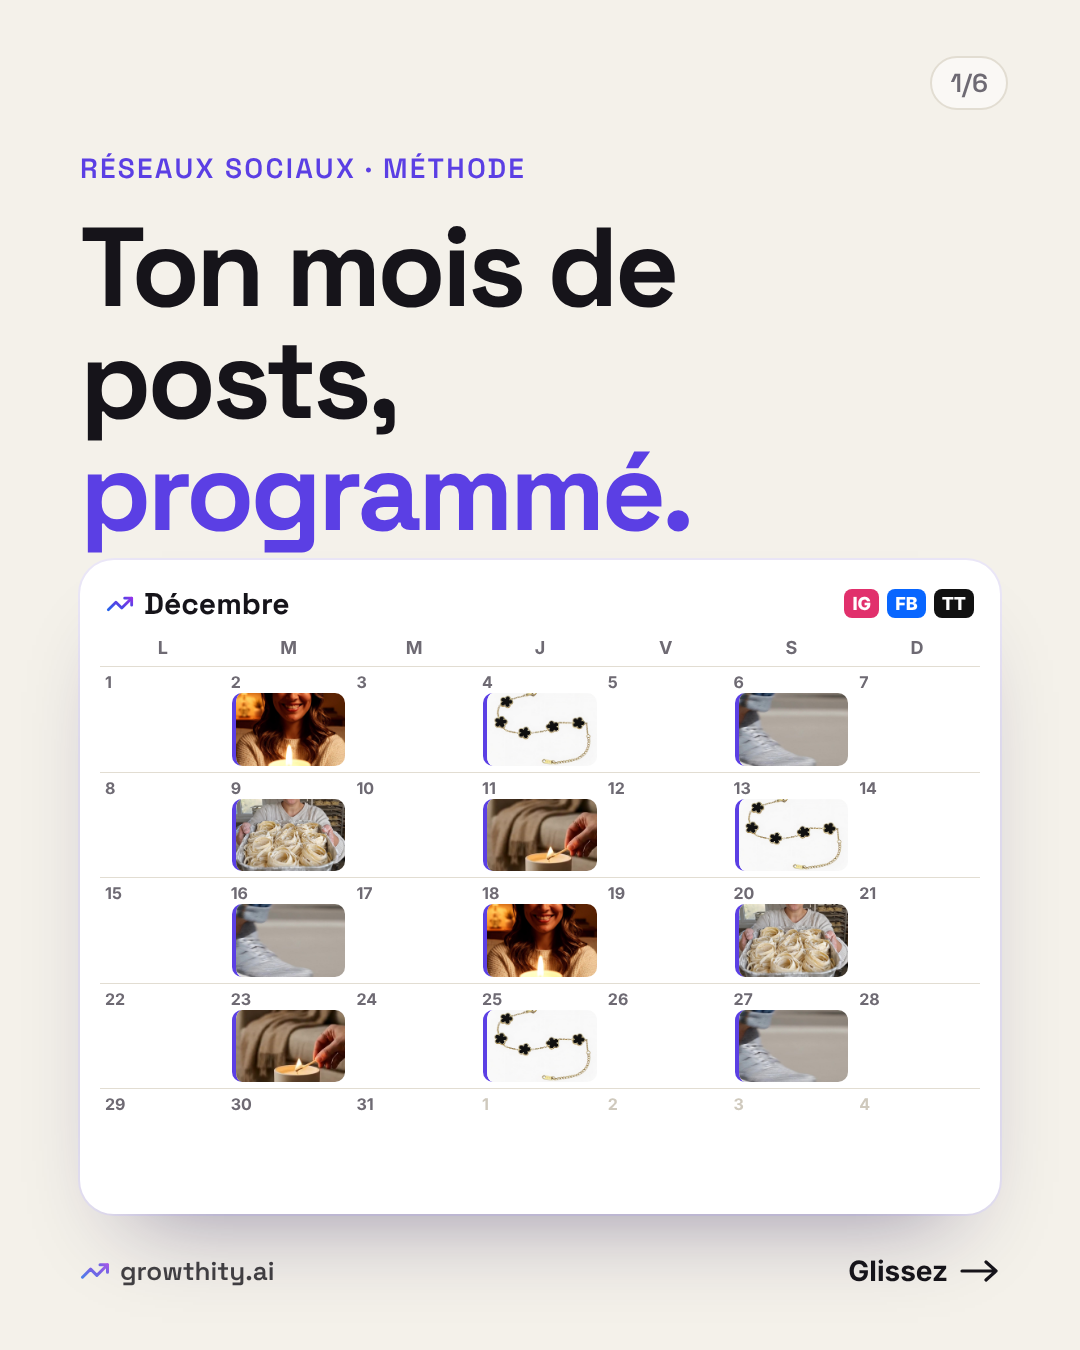 1/6
RÉSEAUX SOCIAUX · MÉTHODE
Ton mois de
posts,
programmé.
Décembre IG FB TT
L M M J V S D
1 2 3 4 5 6 7
8 9 10 11 12 13 14
15 16 17 18 19 20 21
22 23 24 25 26 27 28
29 30 31 1 2 3 4
growthity.ai Glissez →